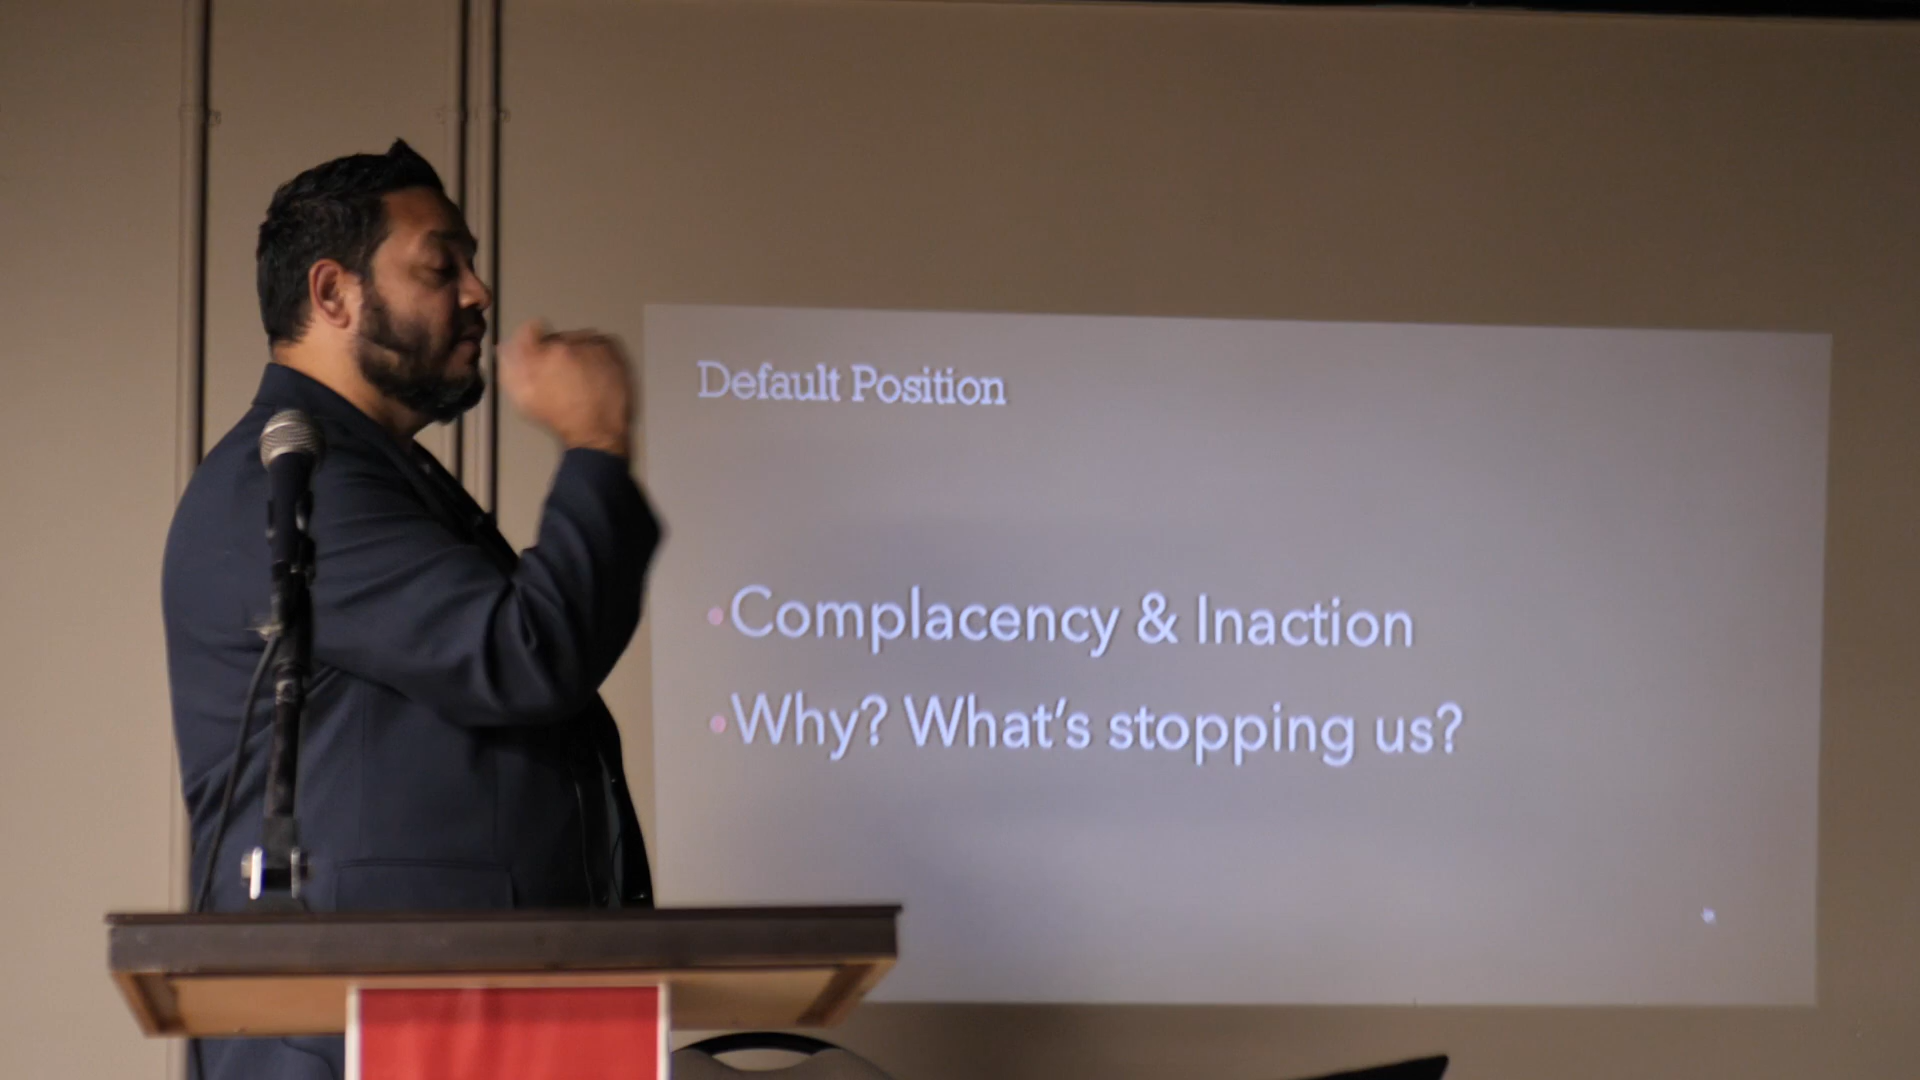 Default Position
•Complacency & Inaction
•Why? What's stopping us?